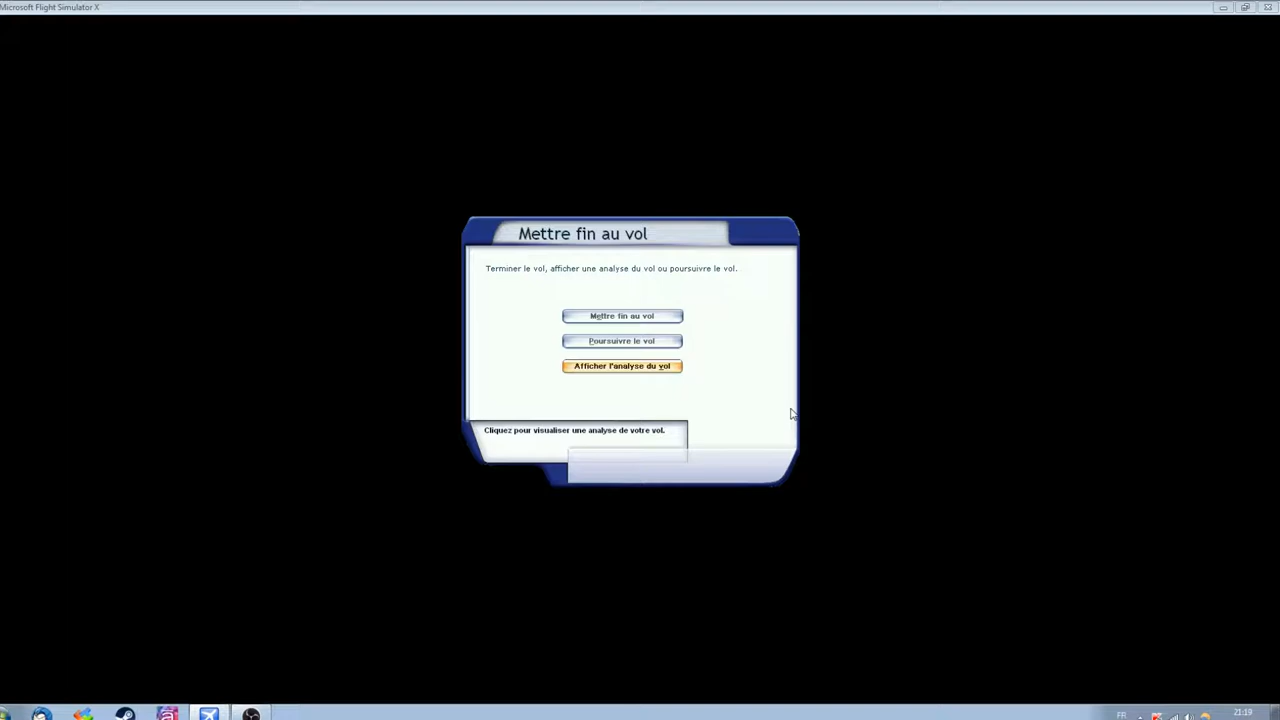 Microsoft Flight Simulator X
Mettre fin au vol
Terminer le vol, afficher une analyse du vol ou poursuivre le vol.
Mettre fin au vol
Poursuivre le vol
Afficher l'analyse du vol
Cliquez pour visualiser une analyse de votre vol.
FR
21:19